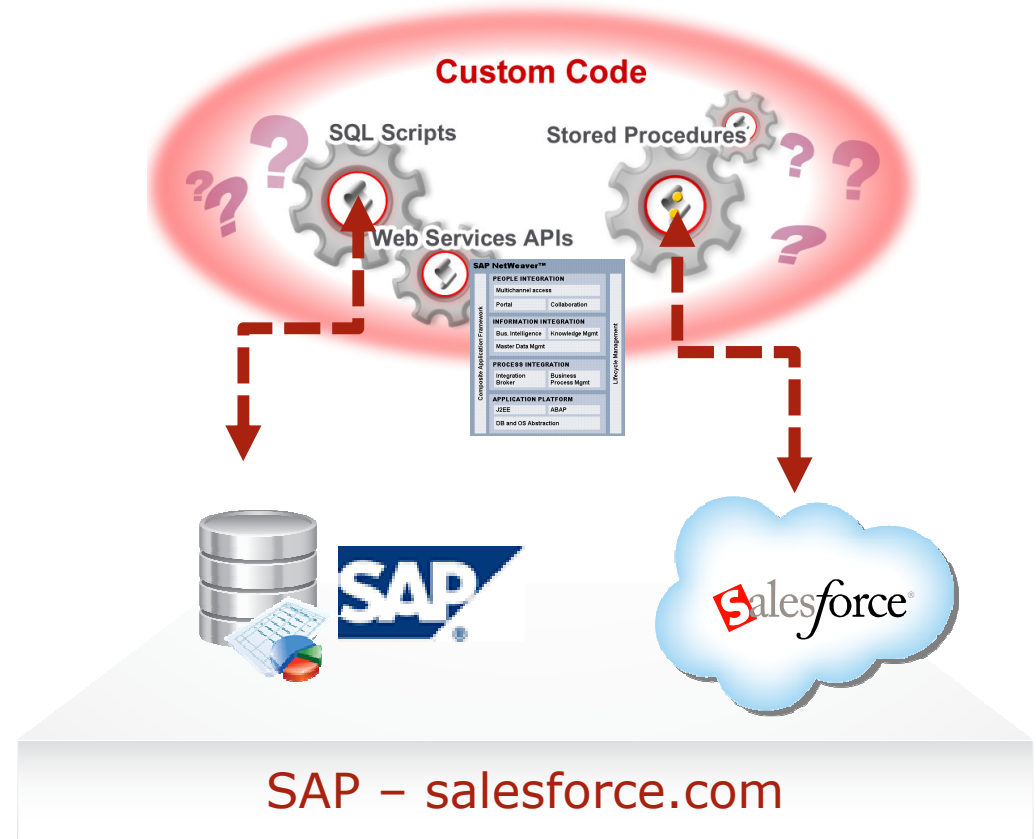 Custom Code
SQL Scripts
Stored Procedures
Web Services APIs
SAP NetWeaver™
Composite Application Framework
PEOPLE INTEGRATION
Multichannel access
Portal
Collaboration
INFORMATION INTEGRATION
Bus. Intelligence
Knowledge Mgmt
Master Data Mgmt
PROCESS INTEGRATION
Integration
Broker
Business
Process Mgmt
APPLICATION PLATFORM
J2EE
ABAP
DB and OS Abstraction
Lifecycle Management
SAP
®
salesforce®
SAP – salesforce.com